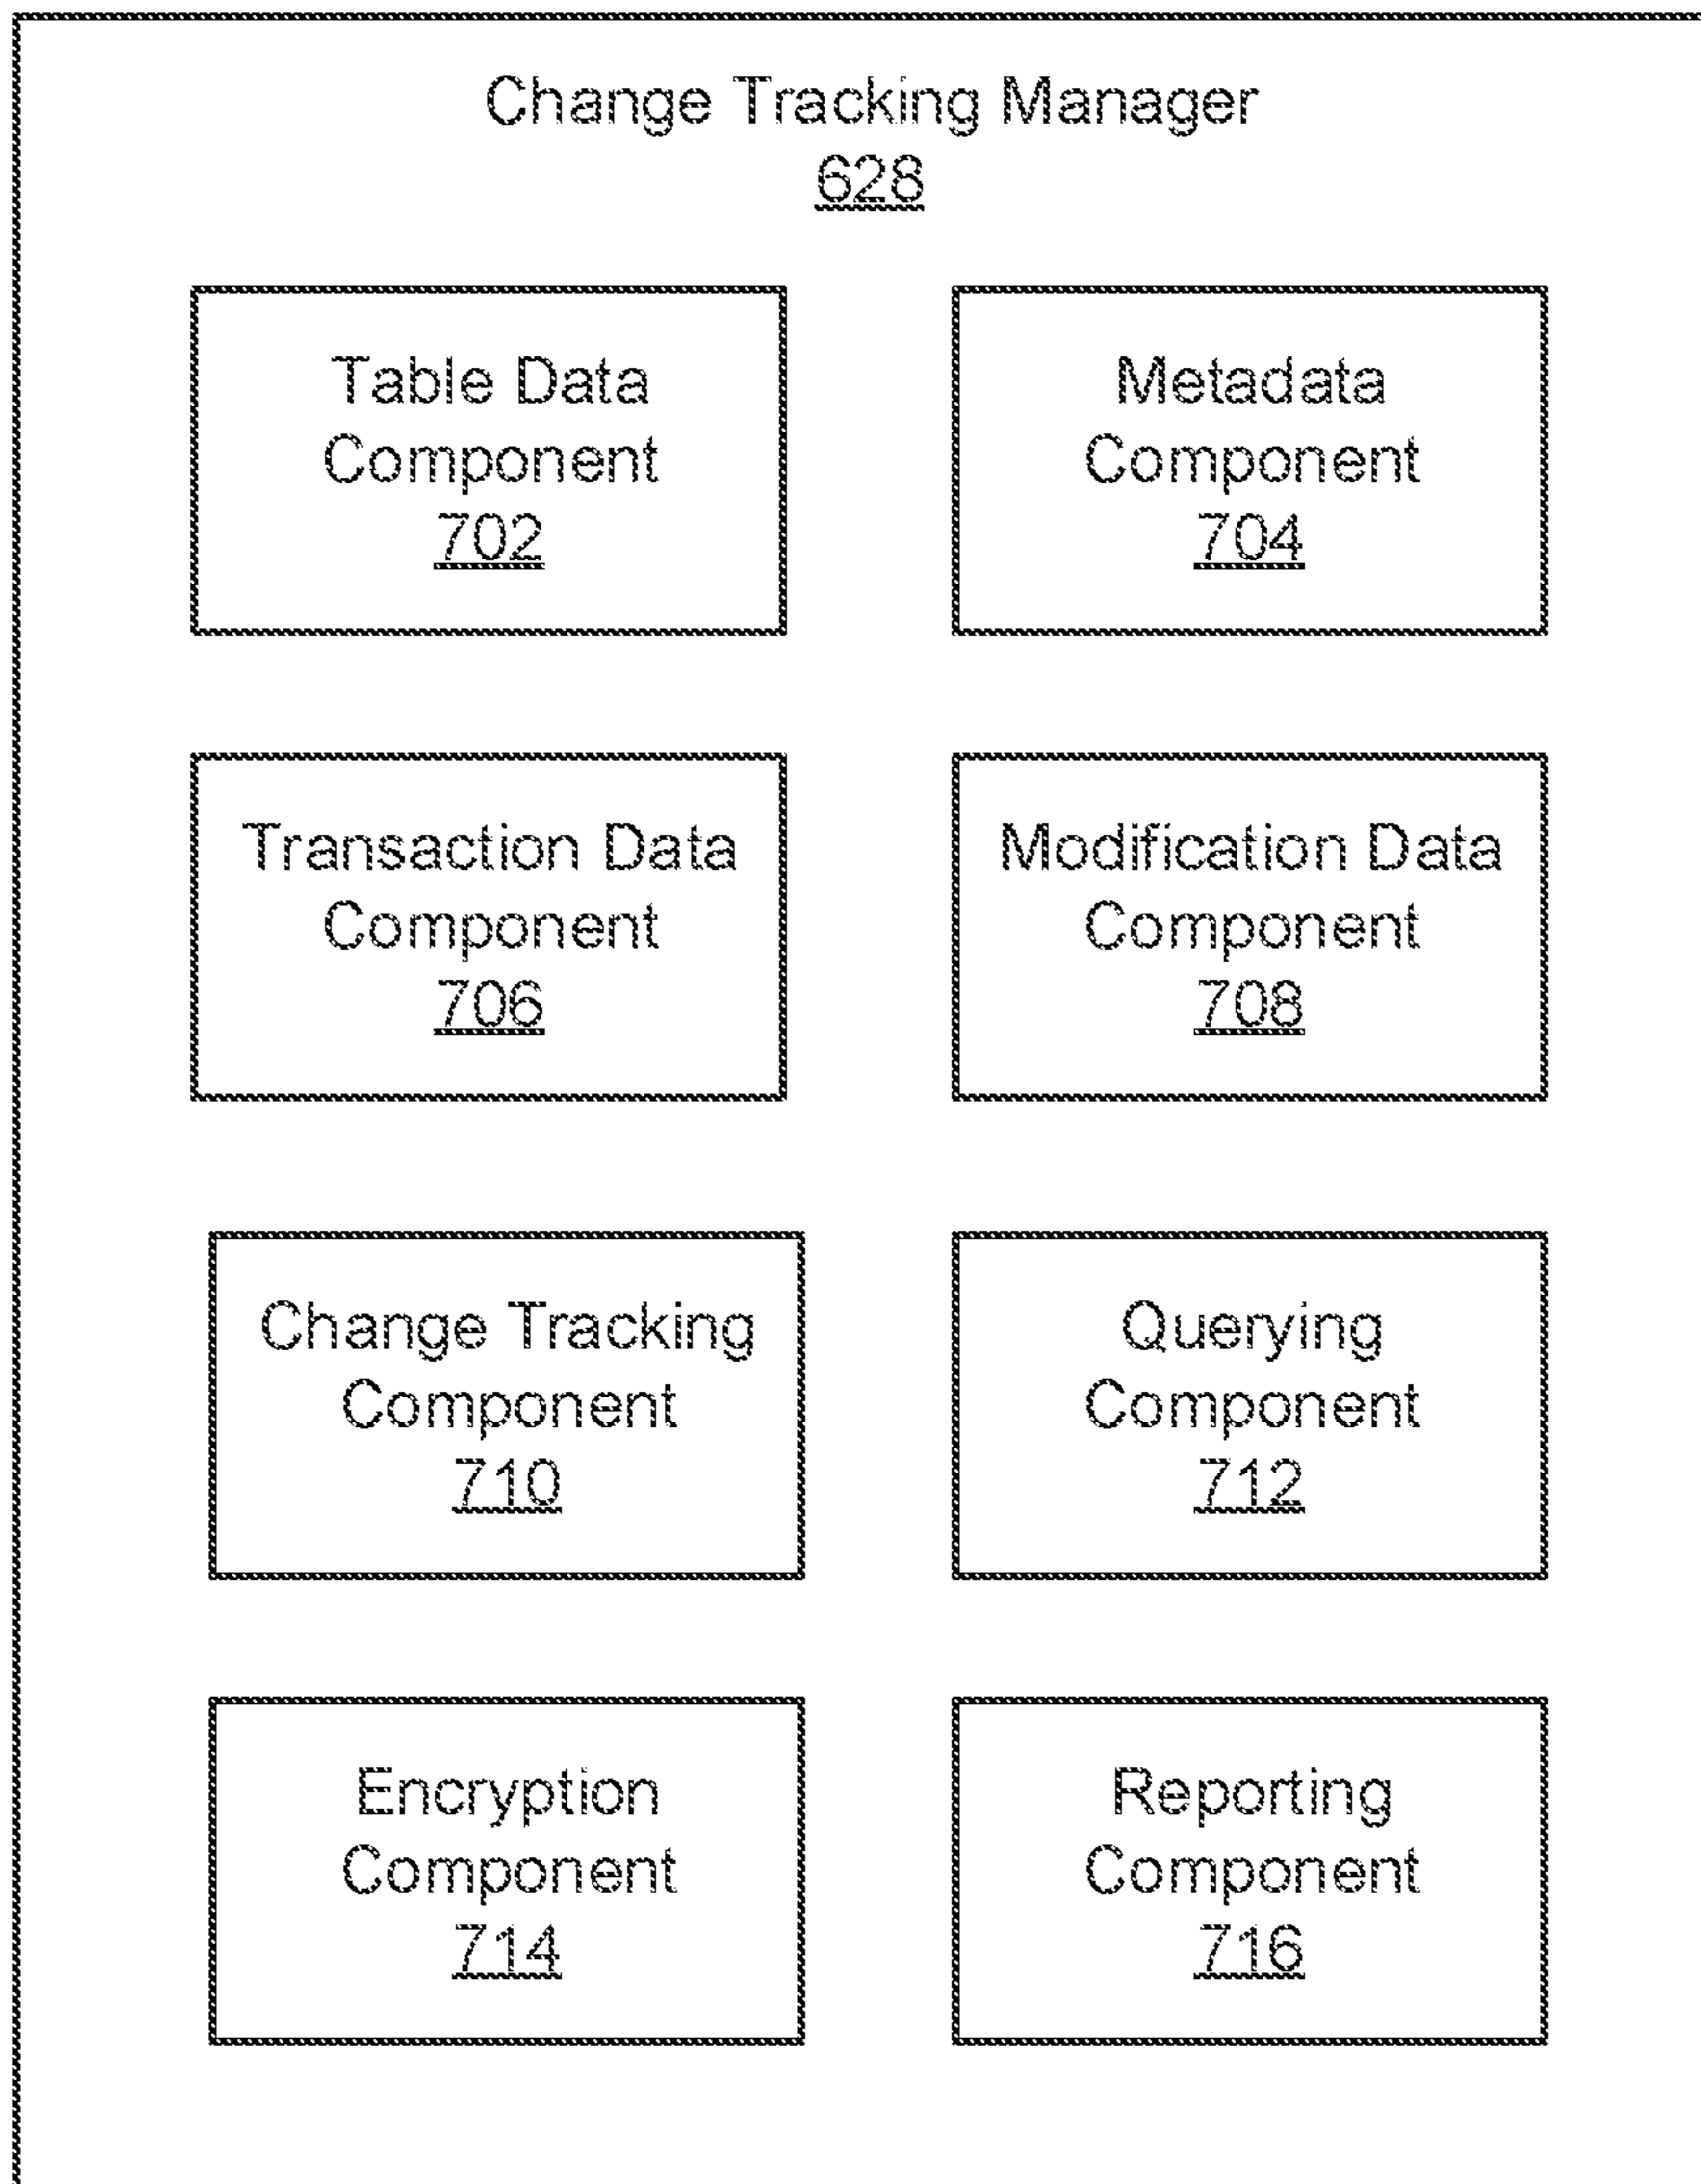 Change Tracking Manager
628
Table Data
Component
702
Metadata
Component
704
Transaction Data
Component
706
Modification Data
Component
708
Change Tracking
Component
710
Querying
Component
712
Encryption
Component
714
Reporting
Component
716